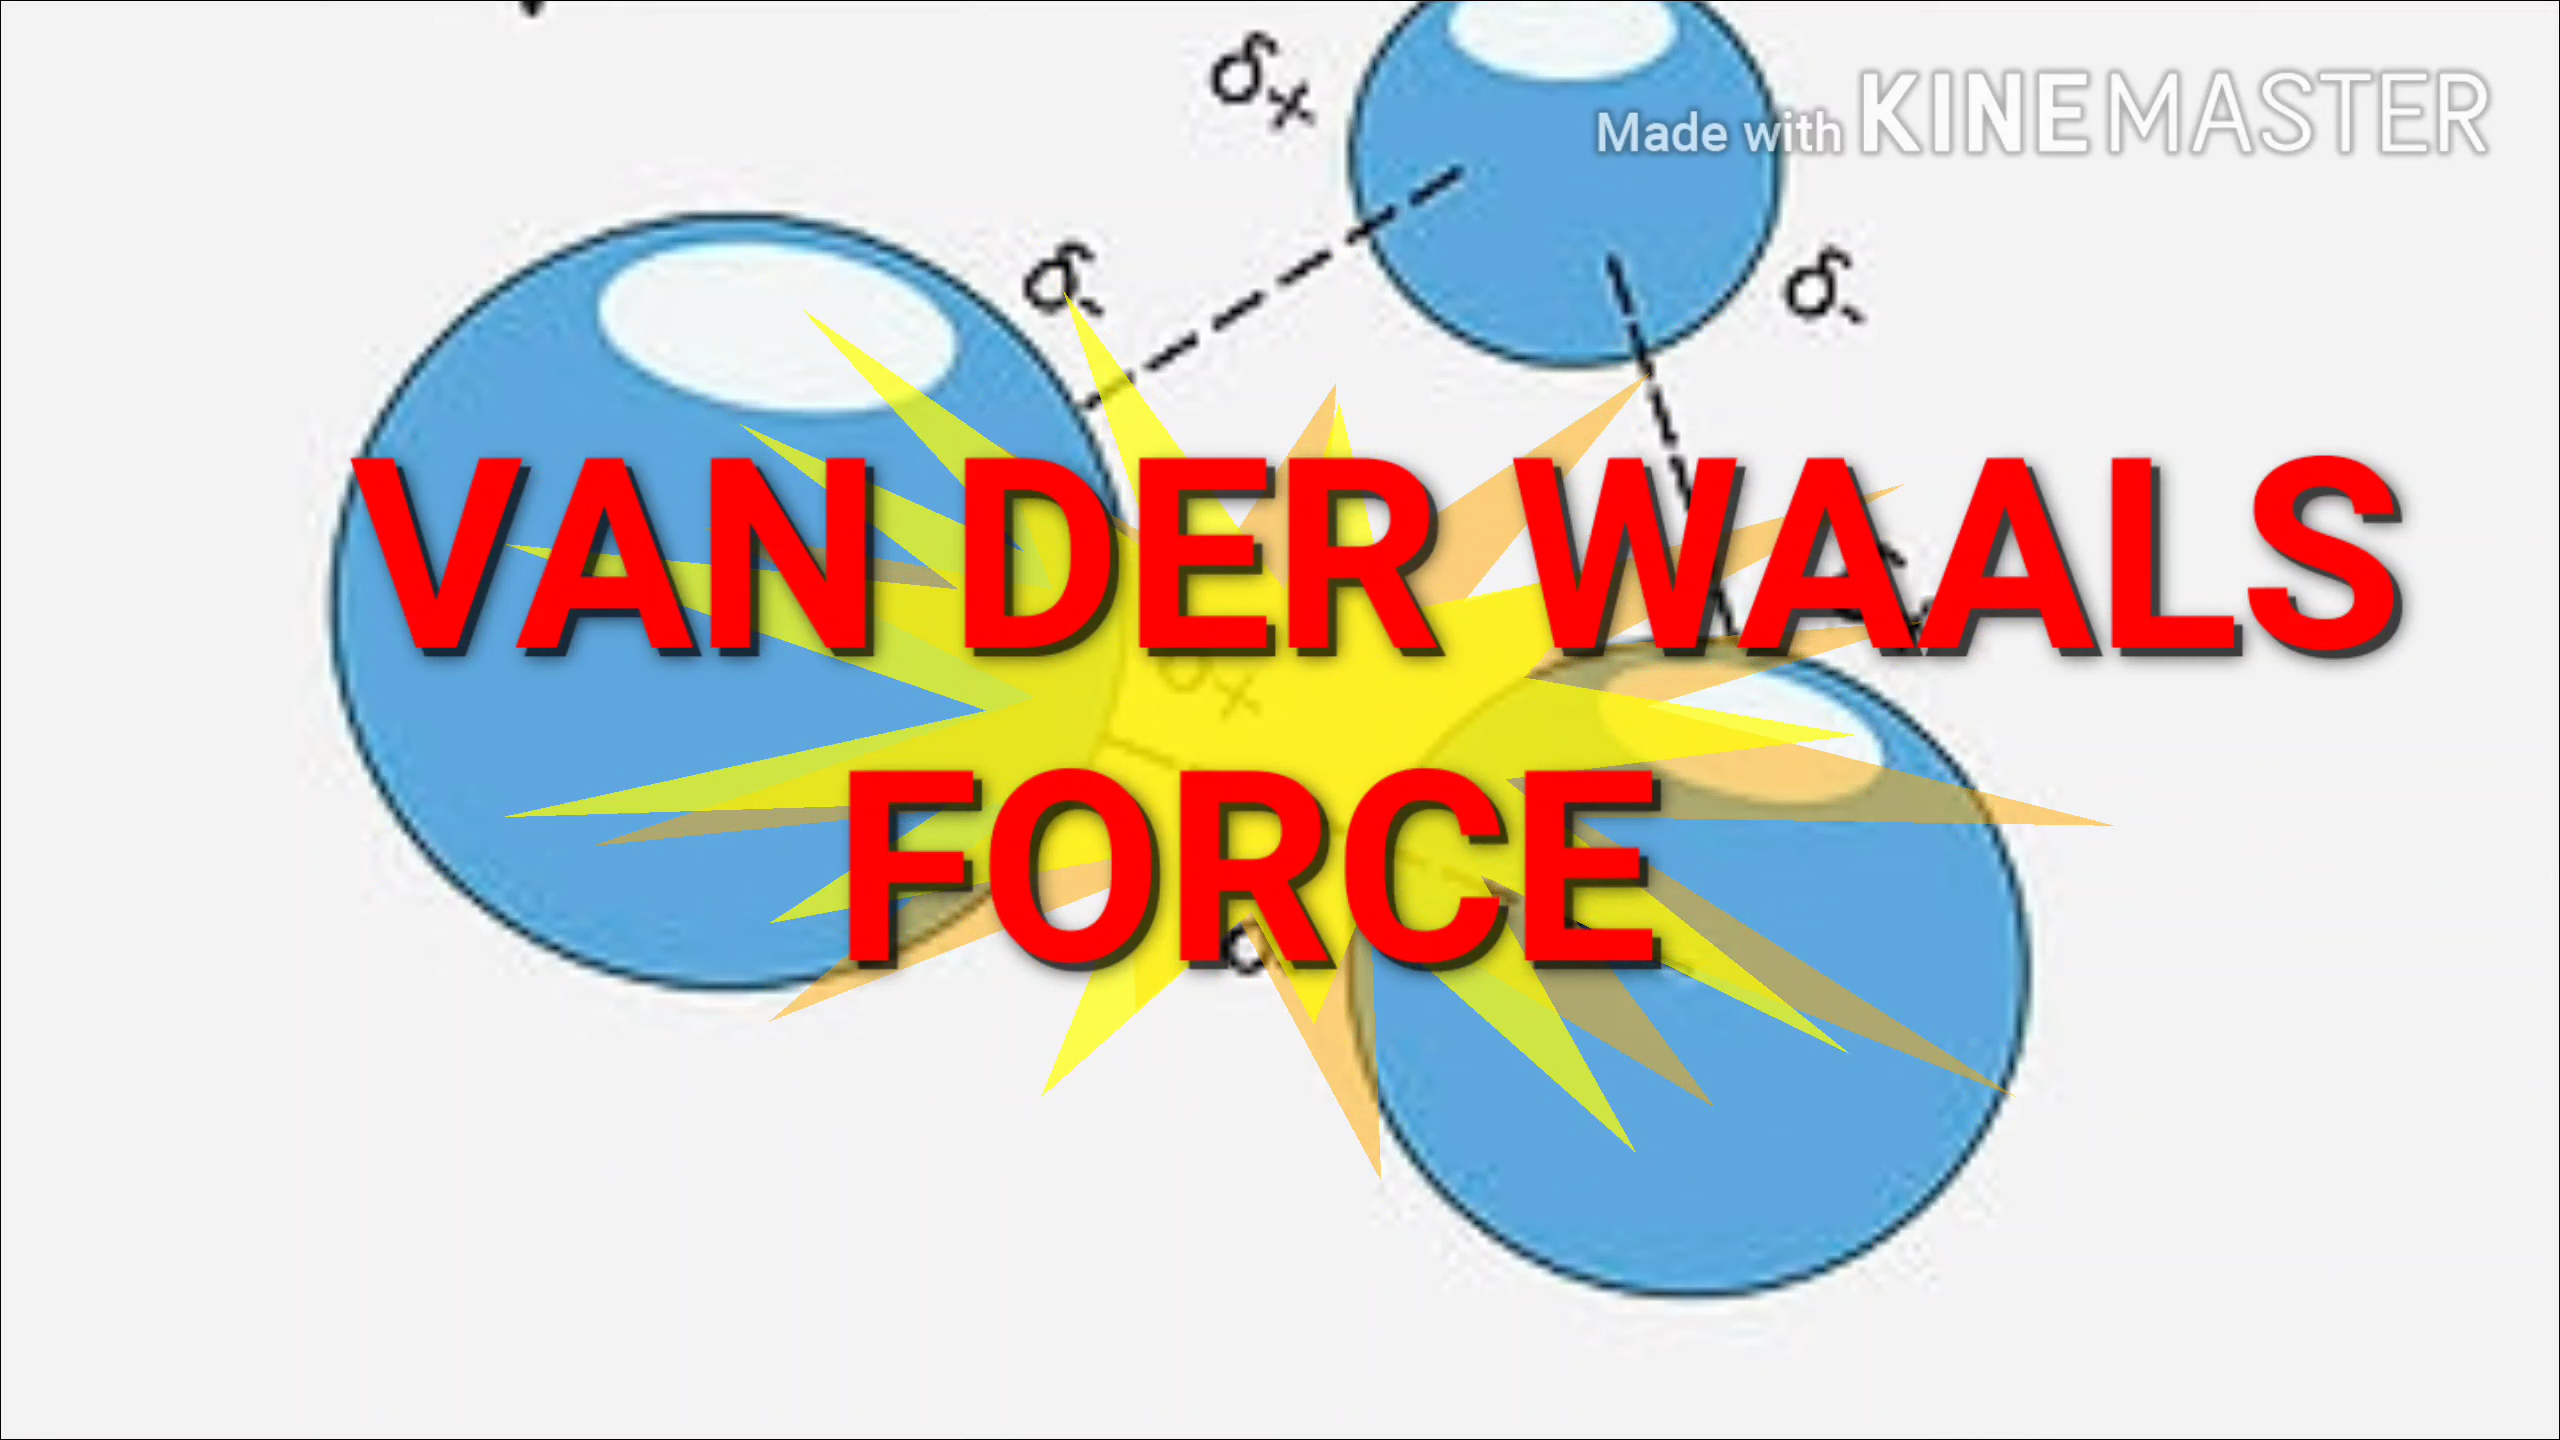 δ+
Made with KINEMASTER
δ-
δ-
VAN DER WAALS
δ+
FORCE